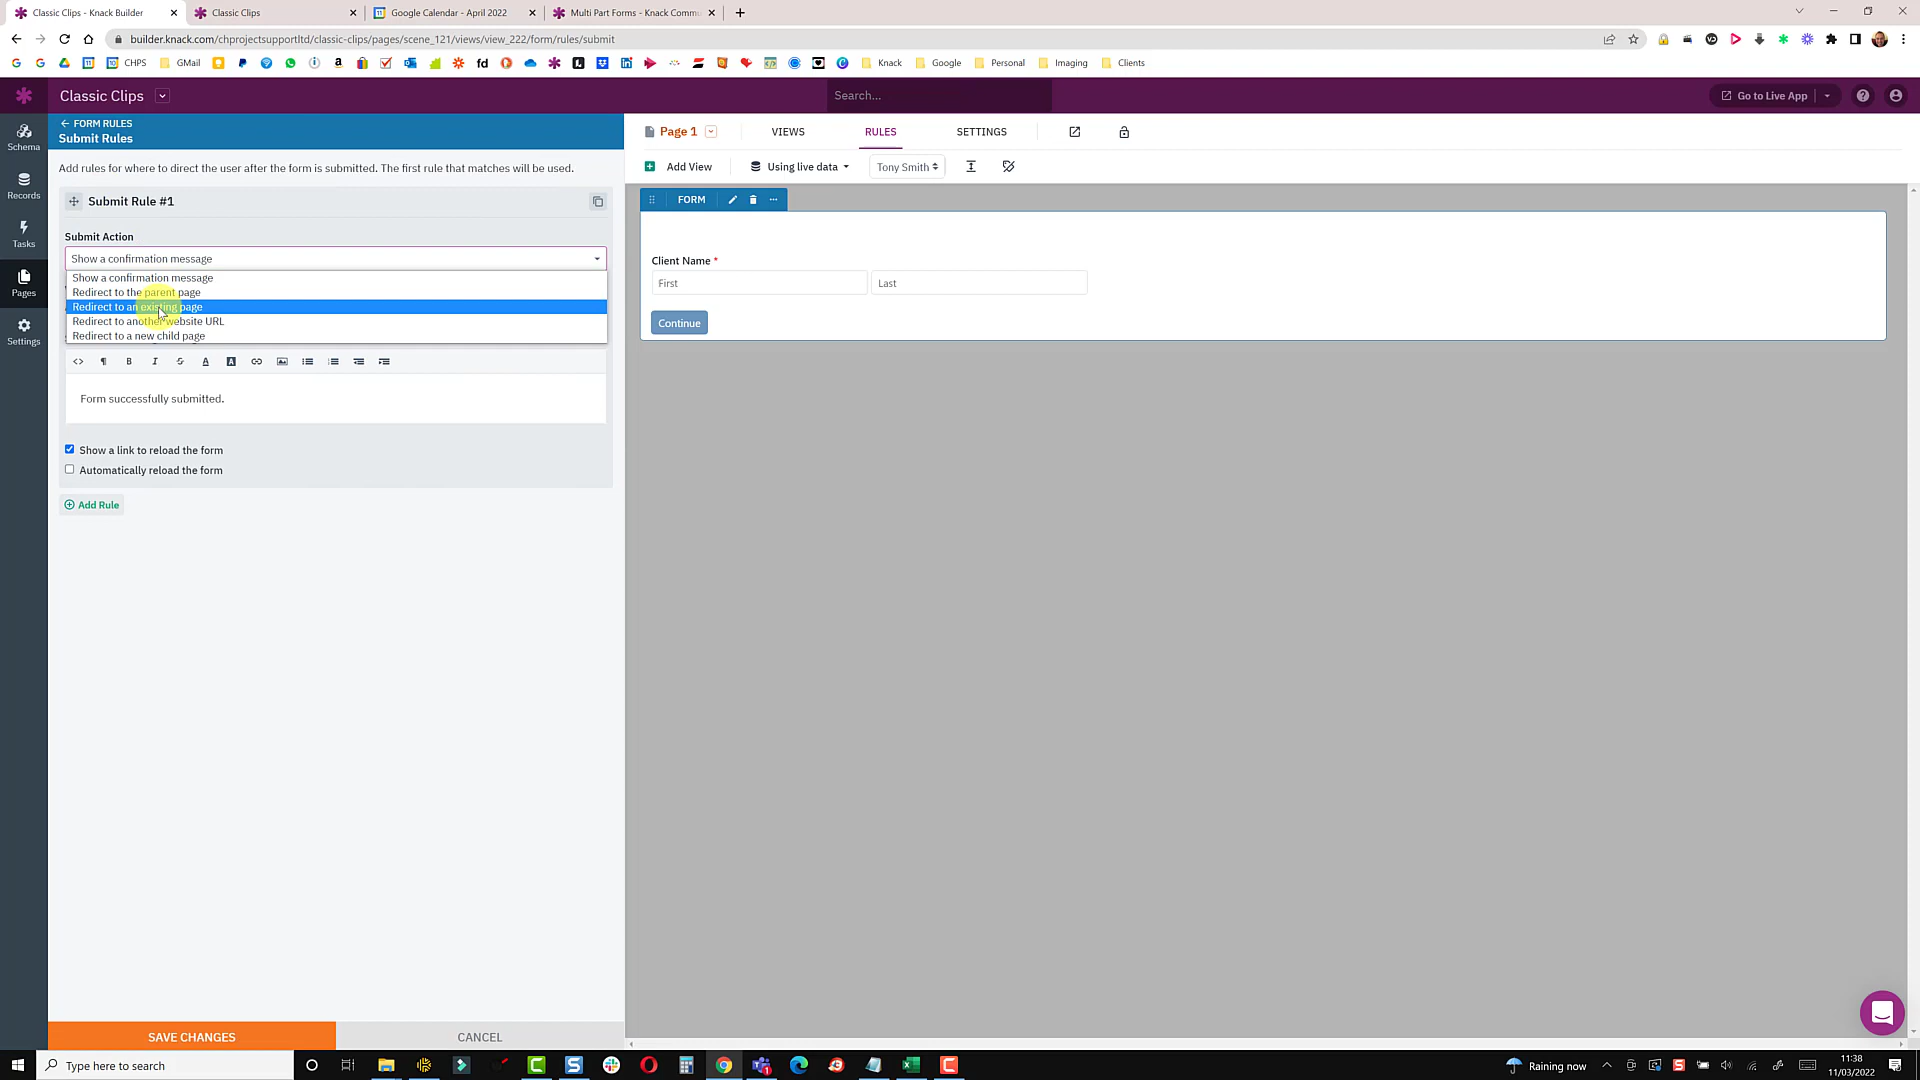 Classic Clips - Knack Builder
Classic Clips
Google Calendar - April 2022
Multi Part Forms - Knack Commu
builder.knack.com/chprojectsupportltd/classic-clips/pages/scene_121/views/view_222/form/rules/submit
CHPS
GMail
fd
Knack
Google
Personal
Imaging
Clients
Classic Clips
Search...
Go to Live App
FORM RULES
Submit Rules
Page 1
VIEWS
RULES
SETTINGS
Schema
Records
Tasks
Pages
Settings
Add rules for where to direct the user after the form is submitted. The first rule that matches will be used.
Add View
Using live data
Tony Smith
Submit Rule #1
FORM
Submit Action
Show a confirmation message
Show a confirmation message
Redirect to the parent page
Redirect to an existing page
Redirect to another website URL
Redirect to a new child page
Client Name *
First
Last
Continue
Form successfully submitted.
Show a link to reload the form
Automatically reload the form
Add Rule
SAVE CHANGES
CANCEL
Type here to search
Raining now
11:38
11/03/2022